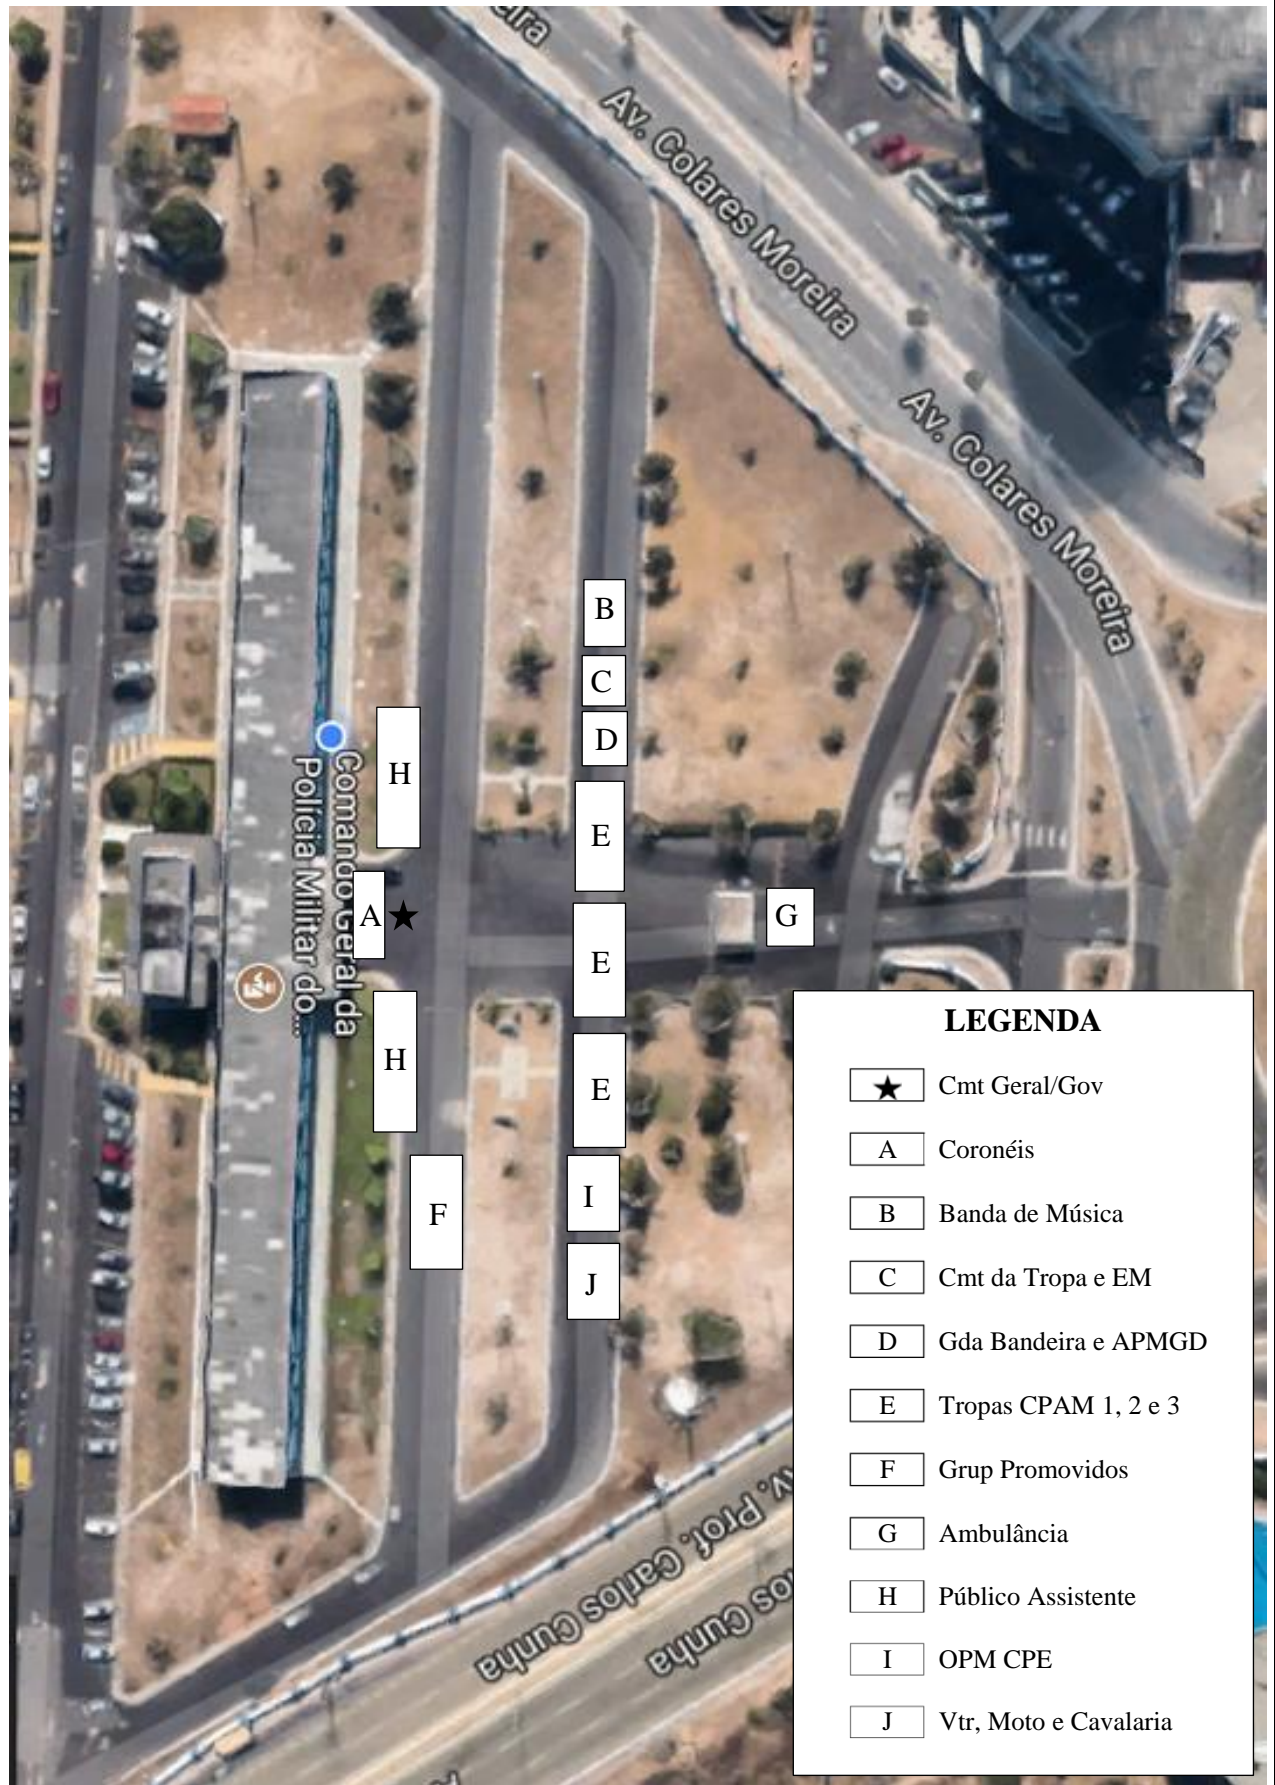 eira
Av. Colares Moreira
Av. Colares Moreira
B
C
D
H
Comando Geral da
Polícia Militar do...
E
A ★
G
E
H
E
F
I
J
LEGENDA
★ Cmt Geral/Gov
A Coronéis
B Banda de Música
C Cmt da Tropa e EM
D Gda Bandeira e APMGD
E Tropas CPAM 1, 2 e 3
F Grup Promovidos
G Ambulância
H Público Assistente
I OPM CPE
J Vtr, Moto e Cavalaria
v. Prof. Carlos Cunha
os Cunha